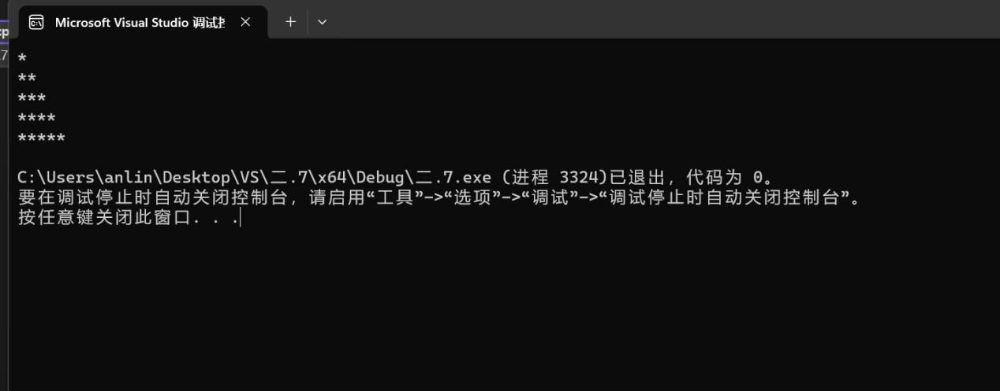 cp
7
Microsoft Visual Studio 调试
*
**
***
****
*****
C:\Users\anlin\Desktop\VS\二.7\x64\Debug\二.7.exe (进程 3324)已退出，代码为 0。
要在调试停止时自动关闭控制台，请启用“工具”->“选项”->“调试”->“调试停止时自动关闭控制台”。
按任意键关闭此窗口. . .